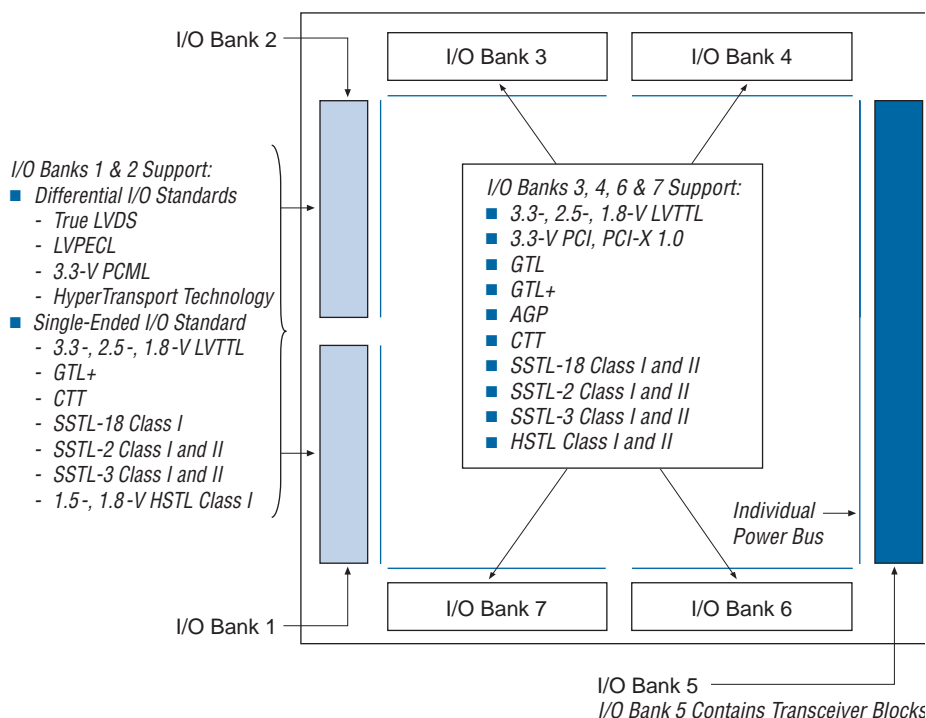 I/O Bank 2
I/O Bank 3
I/O Bank 4
I/O Banks 1 & 2 Support:
■ Differential I/O Standards
- True LVDS
- LVPECL
- 3.3-V PCML
- HyperTransport Technology
■ Single-Ended I/O Standard
- 3.3-, 2.5-, 1.8-V LVTTL
- GTL+
- CTT
- SSTL-18 Class I
- SSTL-2 Class I and II
- SSTL-3 Class I and II
- 1.5-, 1.8-V HSTL Class I
I/O Banks 3, 4, 6 & 7 Support:
■ 3.3-, 2.5-, 1.8-V LVTTL
■ 3.3-V PCI, PCI-X 1.0
■ GTL
■ GTL+
■ AGP
■ CTT
■ SSTL-18 Class I and II
■ SSTL-2 Class I and II
■ SSTL-3 Class I and II
■ HSTL Class I and II
Individual
Power Bus
I/O Bank 7
I/O Bank 6
I/O Bank 1
I/O Bank 5
I/O Bank 5 Contains Transceiver Blocks